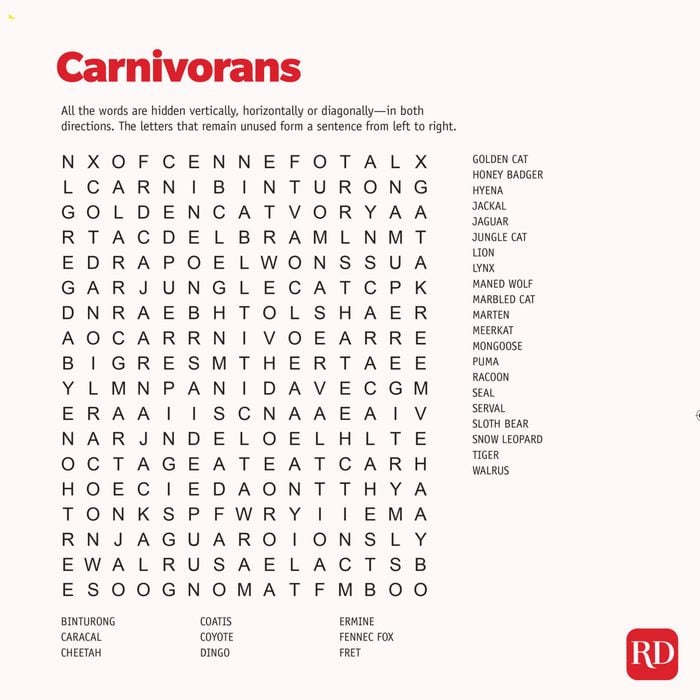 Carnivorans
All the words are hidden vertically, horizontally or diagonally—in both
directions. The letters that remain unused form a sentence from left to right.
N X O F C E N N E F O T A L X
L C A R N I B I N T U R O N G
G O L D E N C A T V O R Y A A
R T A C D E L B R A M L N M T
E D R A P O E L W O N S S U A
G A R J U N G L E C A T C P K
D N R A E B H T O L S H A E R
A O C A R R N I V O E A R R E
B I G R E S M T H E R T A E E
Y L M N P A N I D A V E C G M
E R A A I I S C N A A E A I V
N A R J N D E L O E L H L T E
O C T A G E A T E A T C A R H
H O E C I E D A O N T T H Y A
T O N K S P F W R Y I I E M A
R N J A G U A R O I O N S L Y
E W A L R U S A E L A C T S B
E S O O G N O M A T F M B O O
GOLDEN CAT
HONEY BADGER
HYENA
JACKAL
JAGUAR
JUNGLE CAT
LION
LYNX
MANED WOLF
MARBLED CAT
MARTEN
MEERKAT
MONGOOSE
PUMA
RACOON
SEAL
SERVAL
SLOTH BEAR
SNOW LEOPARD
TIGER
WALRUS
BINTURONG COATIS ERMINE
CARACAL COYOTE FENNEC FOX
CHEETAH DINGO FRET
RD